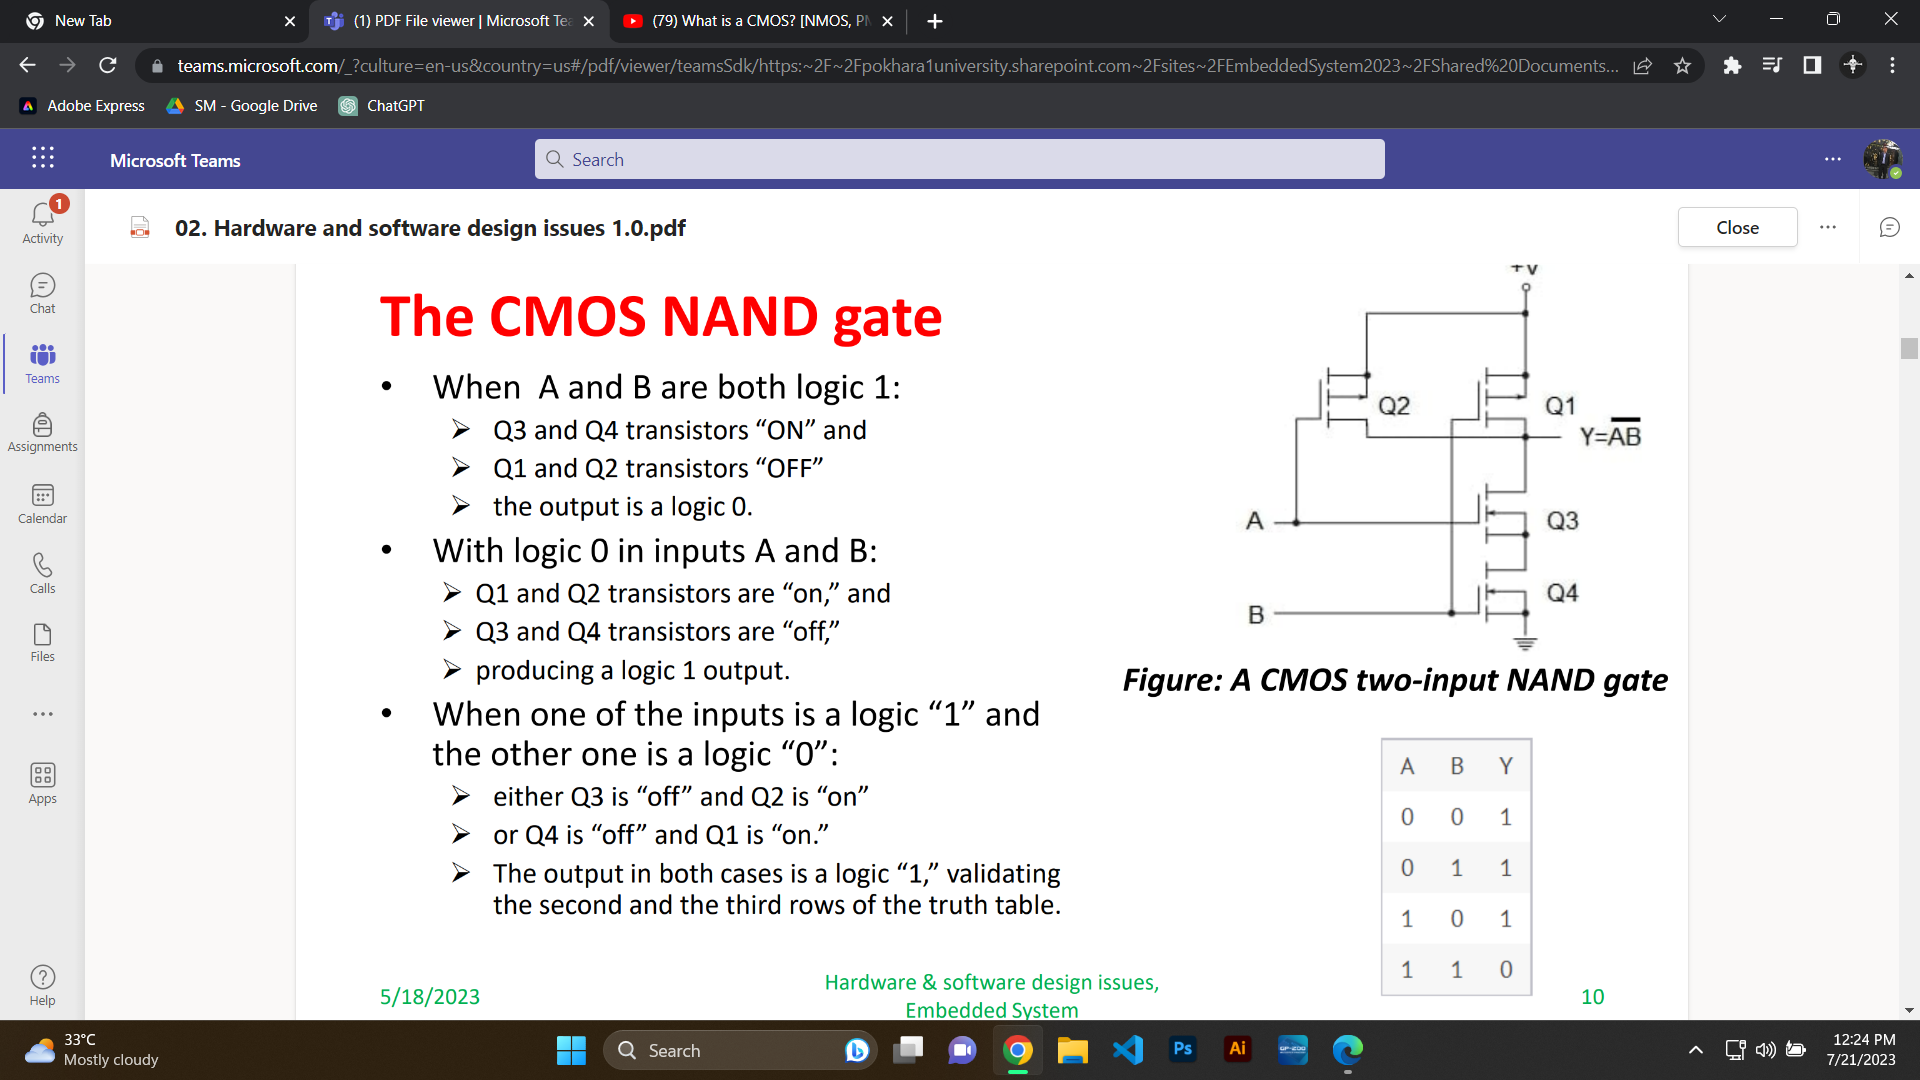 New Tab
(1) PDF File viewer | Microsoft Tea
(79) What is a CMOS? [NMOS, PM
teams.microsoft.com/_?culture=en-us&country=us#/pdf/viewer/teamsSdk/https:~2F~2Fpokhara1university.sharepoint.com~2Fsites~2FEmbeddedSystem2023~2FShared%20Documents...
Adobe Express
SM - Google Drive
ChatGPT
Microsoft Teams
Search
1
Activity
Chat
Teams
Assignments
Calendar
Calls
Files
Apps
Help
02. Hardware and software design issues 1.0.pdf
Close
The CMOS NAND gate
• When A and B are both logic 1:
➢ Q3 and Q4 transistors “ON” and
➢ Q1 and Q2 transistors “OFF”
➢ the output is a logic 0.
• With logic 0 in inputs A and B:
➢ Q1 and Q2 transistors are “on,” and
➢ Q3 and Q4 transistors are “off,”
➢ producing a logic 1 output.
• When one of the inputs is a logic “1” and
the other one is a logic “0”:
➢ either Q3 is “off” and Q2 is “on”
➢ or Q4 is “off” and Q1 is “on.”
➢ The output in both cases is a logic “1,” validating
the second and the third rows of the truth table.
+V
Q2
Q1
Y=A̅B̅
A
Q3
B
Q4
Figure: A CMOS two-input NAND gate
A B Y
0 0 1
0 1 1
1 0 1
1 1 0
5/18/2023
Hardware & software design issues,
Embedded System
10
33°C
Mostly cloudy
Search
Ps
Ai
GP-200
12:24 PM
7/21/2023